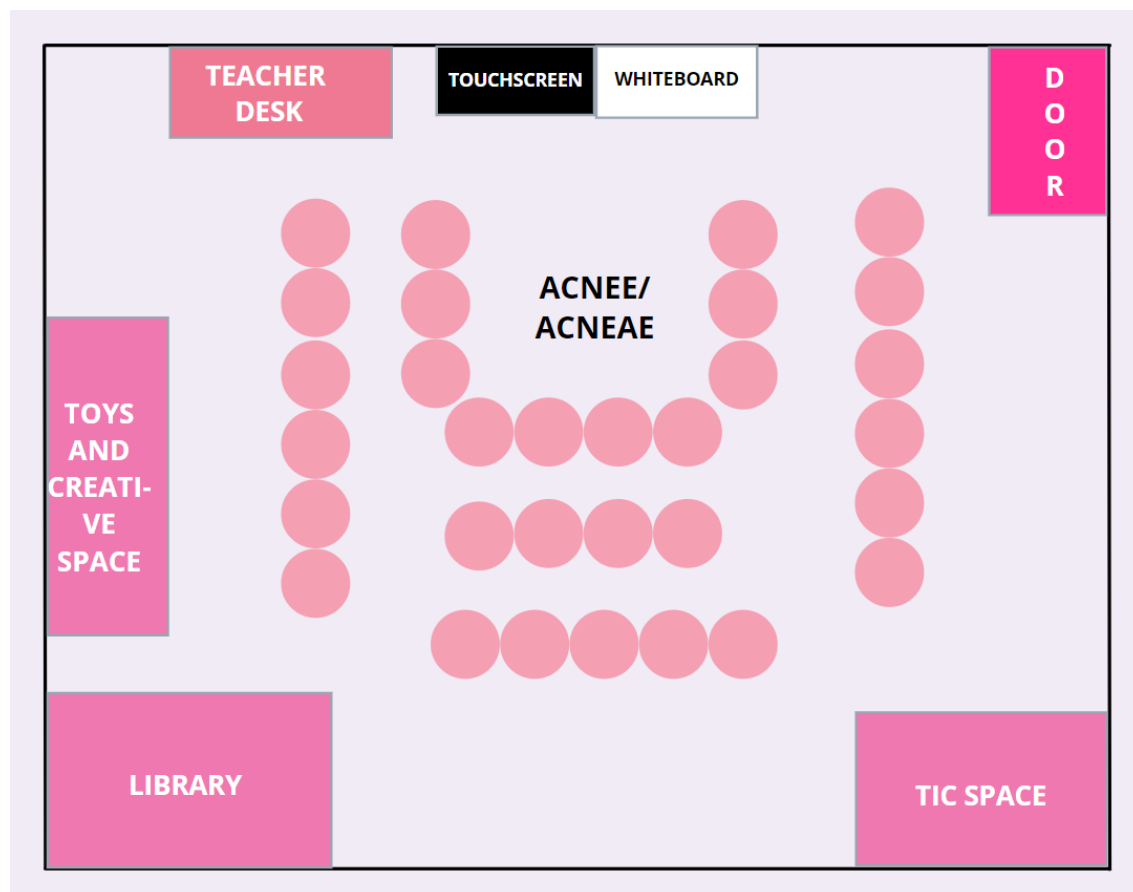 TEACHER
DESK
TOUCHSCREEN
WHITEBOARD
D
O
O
R
ACNEE/
ACNEAE
TOYS
AND
CREATI-
VE
SPACE
LIBRARY
TIC SPACE